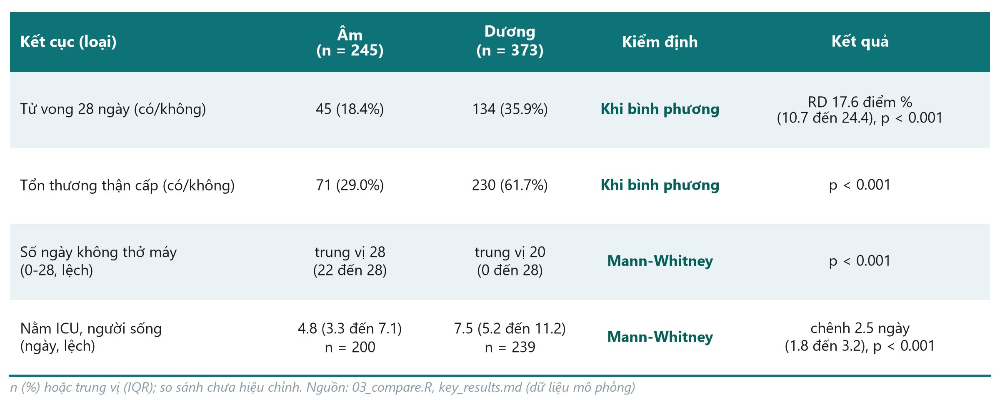 Kết cục (loại)
Âm
(n = 245)
Dương
(n = 373)
Kiểm định
Kết quả
Tử vong 28 ngày (có/không)
45 (18.4%)
134 (35.9%)
Khi bình phương
RD 17.6 điểm %
(10.7 đến 24.4), p < 0.001
Tổn thương thận cấp (có/không)
71 (29.0%)
230 (61.7%)
Khi bình phương
p < 0.001
Số ngày không thở máy
(0-28, lệch)
trung vị 28
(22 đến 28)
trung vị 20
(0 đến 28)
Mann-Whitney
p < 0.001
Nằm ICU, người sống
(ngày, lệch)
4.8 (3.3 đến 7.1)
n = 200
7.5 (5.2 đến 11.2)
n = 239
Mann-Whitney
chênh 2.5 ngày
(1.8 đến 3.2), p < 0.001
n (%) hoặc trung vị (IQR); so sánh chưa hiệu chỉnh. Nguồn: 03_compare.R, key_results.md (dữ liệu mô phỏng)